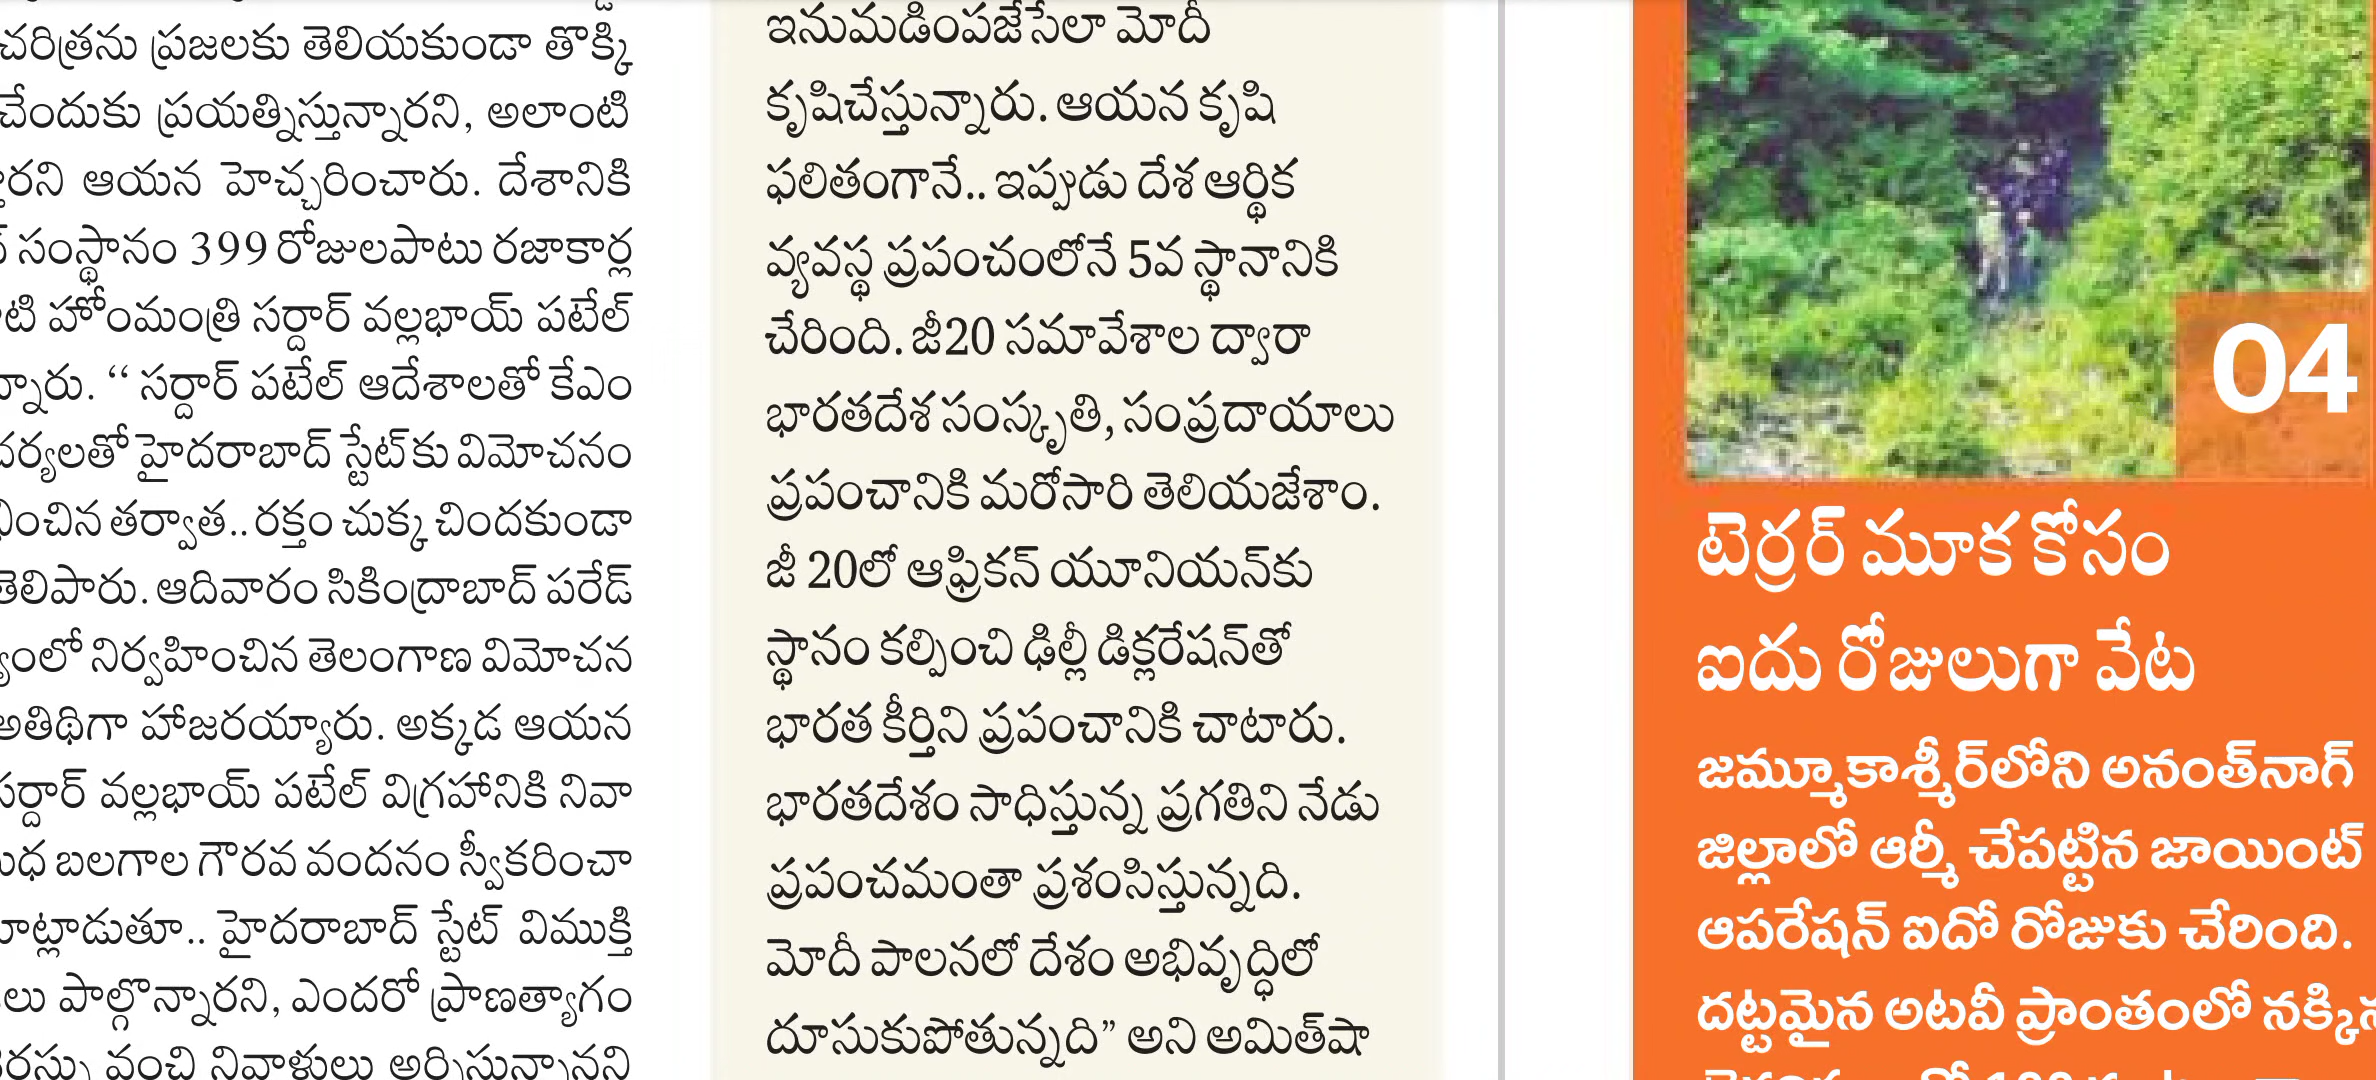 చరిత్రను ప్రజలకు తెలియకుండా తొక్కి
చేందుకు ప్రయత్నిస్తున్నారని, అలాంటి
ఆయన హెచ్చరించారు. దేశానికి
సంస్థానం 399 రోజులపాటు రజాకార్ల
హోంమంత్రి సర్దార్ వల్లభాయ్ పటేల్
“ సర్దార్ పటేల్ ఆదేశాలతో కేఎం
హైదరాబాద్ స్టేట్‌కు విమోచనం
తర్వాత.. రక్తం చుక్క చిందకుండా
తెలిపారు. ఆదివారం సికింద్రాబాద్ పరేడ్
నిర్వహించిన తెలంగాణ విమోచన
అతిథిగా హాజరయ్యారు. అక్కడ ఆయన
సర్దార్ వల్లభాయ్ పటేల్ విగ్రహానికి నివా
బలగాల గౌరవ వందనం స్వీకరించా
హైదరాబాద్ స్టేట్ విముక్తి
పాల్గొన్నారని, ఎందరో ప్రాణత్యాగం
వంచి నివాళులు అర్పిస్తున్నానని
ఇనుమడింపజేసేలా మోదీ
కృషిచేస్తున్నారు. ఆయన కృషి
ఫలితంగానే.. ఇప్పుడు దేశ ఆర్థిక
వ్యవస్థ ప్రపంచంలోనే 5వ స్థానానికి
చేరింది. జీ20 సమావేశాల ద్వారా
భారతదేశ సంస్కృతి, సంప్రదాయాలు
ప్రపంచానికి మరోసారి తెలియజేశాం.
జీ 20లో ఆఫ్రికన్ యూనియన్‌కు
స్థానం కల్పించి ఢిల్లీ డిక్లరేషన్‌తో
భారత కీర్తిని ప్రపంచానికి చాటారు.
భారతదేశం సాధిస్తున్న ప్రగతిని నేడు
ప్రపంచమంతా ప్రశంసిస్తున్నది.
మోదీ పాలనలో దేశం అభివృద్ధిలో
దూసుకుపోతున్నది” అని అమిత్‌షా
04
టెర్రర్ మూక కోసం
ఐదు రోజులుగా వేట
జమ్మూకాశ్మీర్‌లోని అనంత్‌నాగ్
జిల్లాలో ఆర్మీ చేపట్టిన జాయింట్
ఆపరేషన్ ఐదో రోజుకు చేరింది.
దట్టమైన అటవీ ప్రాంతంలో